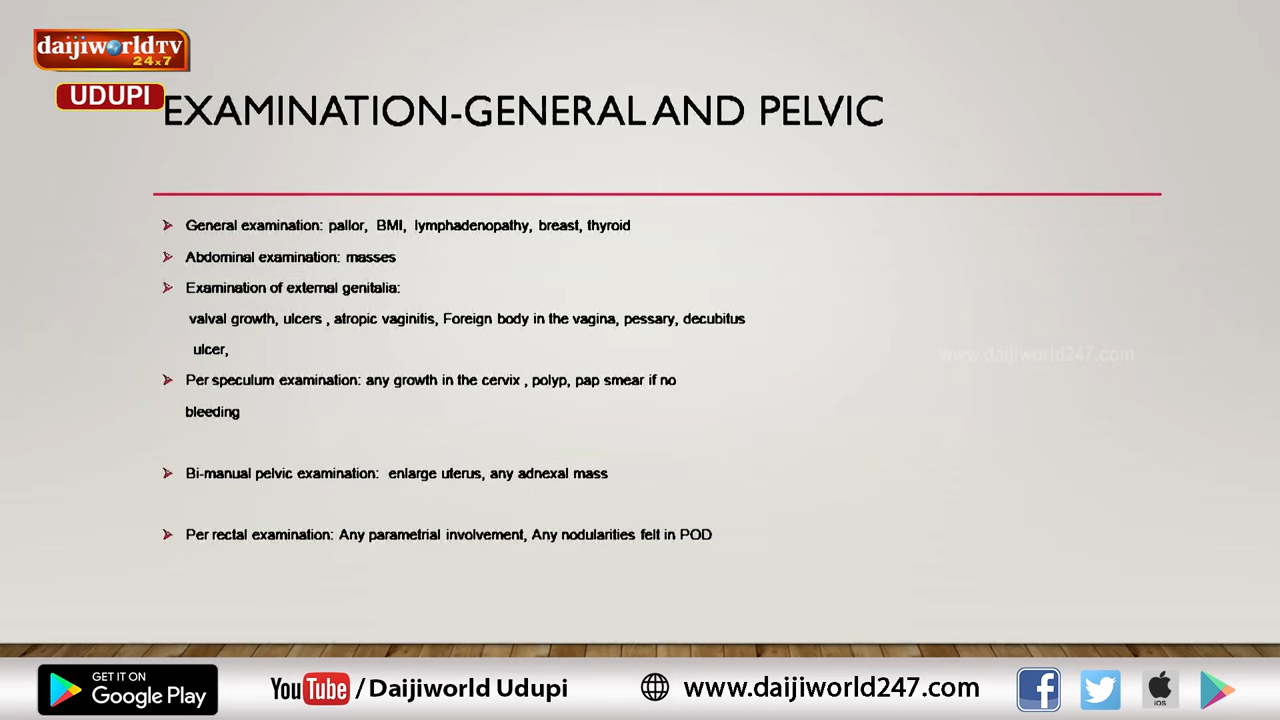 daijiworldTV
24x7
UDUPI
EXAMINATION-GENERAL AND PELVIC
General examination: pallor, BMI, lymphadenopathy, breast, thyroid
Abdominal examination: masses
Examination of external genitalia:
valval growth, ulcers , atropic vaginitis, Foreign body in the vagina, pessary, decubitus
ulcer,
www.daijiworld247.com
Per speculum examination: any growth in the cervix , polyp, pap smear if no
bleeding
Bi-manual pelvic examination: enlarge uterus, any adnexal mass
Per rectal examination: Any parametrial involvement, Any nodularities felt in POD
GET IT ON
Google Play
YouTube / Daijiworld Udupi
www.daijiworld247.com
iOS